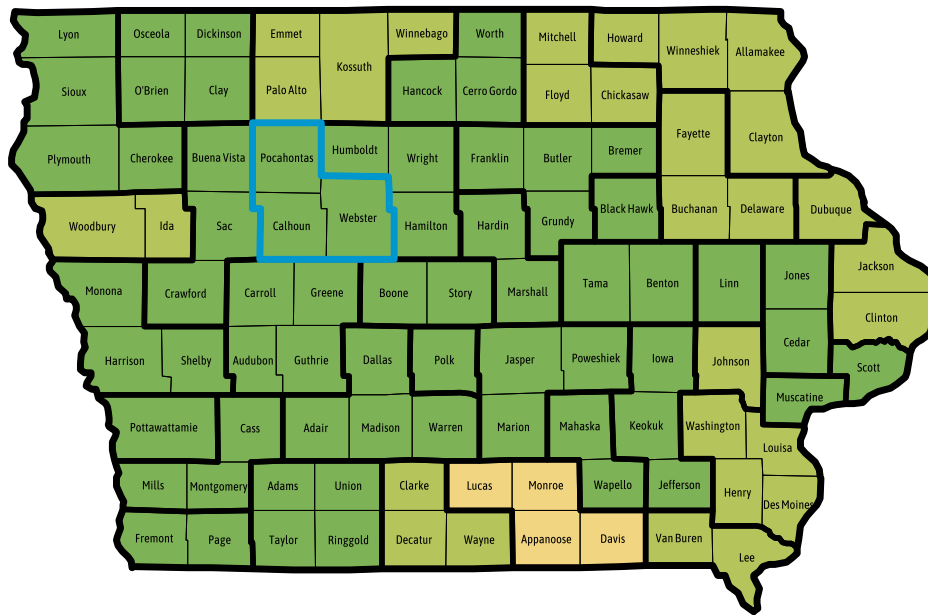 Lyon
Osceola
Dickinson
Emmet
Winnebago
Worth
Mitchell
Howard
Winneshiek
Allamakee
Kossuth
Sioux
O'Brien
Clay
Palo Alto
Hancock
Cerro Gordo
Floyd
Chickasaw
Fayette
Clayton
Plymouth
Cherokee
Buena Vista
Pocahontas
Humboldt
Wright
Franklin
Butler
Bremer
Woodbury
Ida
Sac
Calhoun
Webster
Hamilton
Hardin
Grundy
Black Hawk
Buchanan
Delaware
Dubuque
Jackson
Monona
Crawford
Carroll
Greene
Boone
Story
Marshall
Tama
Benton
Linn
Jones
Clinton
Cedar
Harrison
Shelby
Audubon
Guthrie
Dallas
Polk
Jasper
Poweshiek
Iowa
Johnson
Scott
Muscatine
Pottawattamie
Cass
Adair
Madison
Warren
Marion
Mahaska
Keokuk
Washington
Louisa
Mills
Montgomery
Adams
Union
Clarke
Lucas
Monroe
Wapello
Jefferson
Henry
Des Moines
Fremont
Page
Taylor
Ringgold
Decatur
Wayne
Appanoose
Davis
Van Buren
Lee